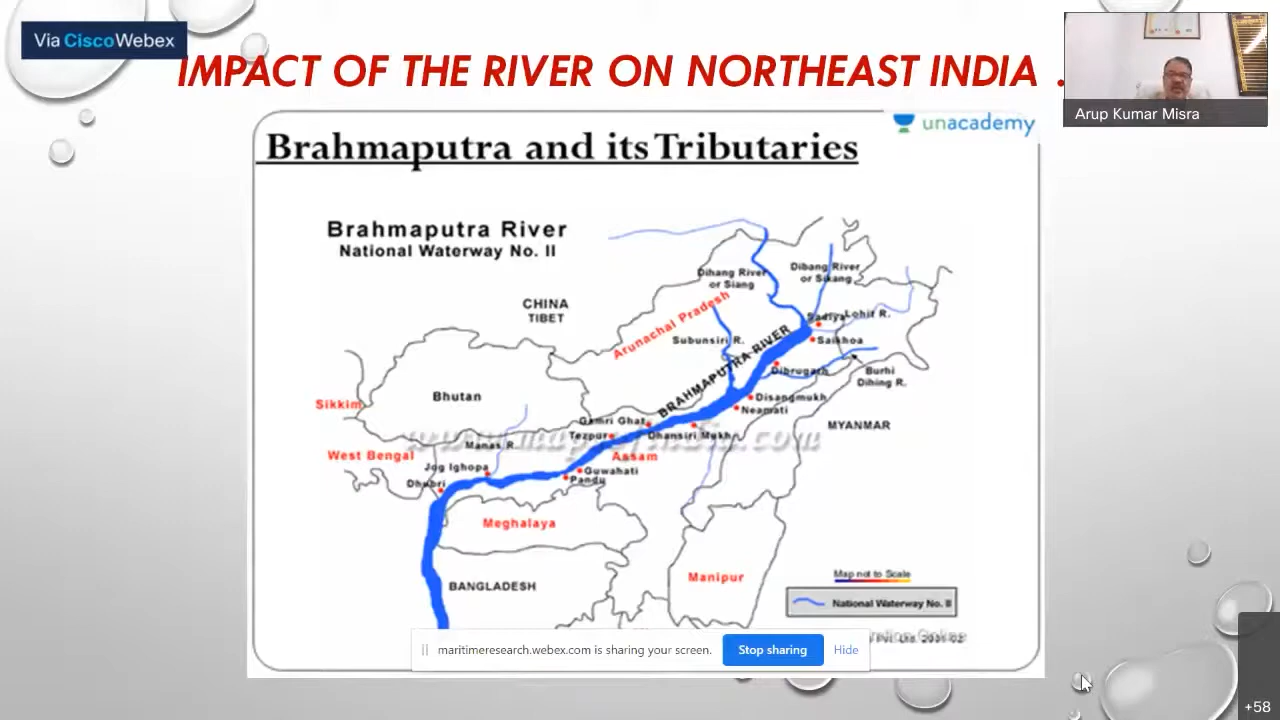 Via Cisco Webex
IMPACT OF THE RIVER ON NORTHEAST INDIA .
Arup Kumar Misra
unacademy
Brahmaputra and its Tributaries
Brahmaputra River
National Waterway No. II
Dihang River
or Siang
Dibang River
or Sikang
CHINA
TIBET
Arunachal Pradesh
Sadiya
Lohit R.
Subunsiri R.
BRAHMAPUTRA RIVER
Saikhoa
Dibrugarh
Burhi
Dihing R.
Bhutan
Disangmukh
Neamati
Sikkim
Gamri Ghat
MYANMAR
Tezpur
Dhansiri Mukh
Manas R.
Assam
West Bengal
Jog Ighopa
Guwahati
Pandu
Dhubri
Meghalaya
BANGLADESH
Manipur
Map not to Scale
National Waterway No. II
maritimeresearch.webex.com is sharing your screen.
Stop sharing
Hide
+58